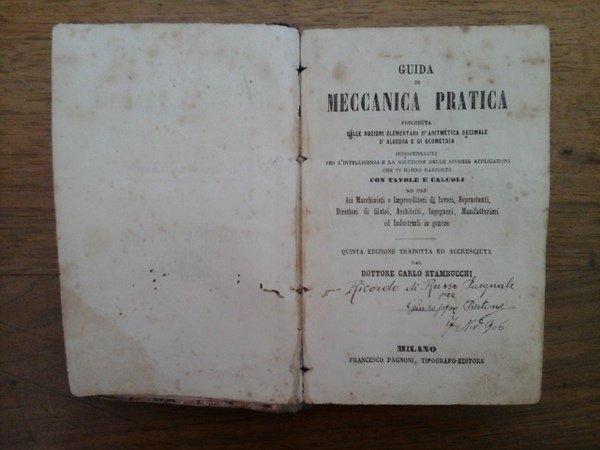 GUIDA
DI
MECCANICA PRATICA
PRECEDUTA
DALLE NOZIONI ELEMENTARI D'ARITMETICA DECIMALE
D'ALGEBRA E DI GEOMETRIA
INDISPENSABILI
PER L'INTELLIGENZA E LA SOLUZIONE DELLE DIVERSE APPLICAZIONI
CHE VI HANNO RAPPORTO
CON TAVOLE E CALCOLI
AD USO
dei Macchinisti e Imprenditori di lavori, Soprastanti,
Direttori di filatoi, Architetti, Ingegneri, Manifatturieri
ed Industriali in genere
QUINTA EDIZIONE TRADOTTA ED ACCRESCIUTA
DAL
DOTTORE CARLO STAMBUCCHI
Ricordo di Russo Pasquale
per
Giuseppe
906
MILANO
FRANCESCO PAGNONI, TIPOGRAFO-EDITORE